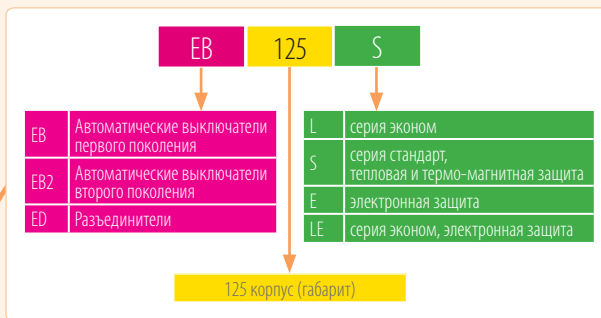 EB 125 S
EB Автоматические выключатели
первого поколения
EB2 Автоматические выключатели
второго поколения
ED Разъединители
L серия эконом
S серия стандарт,
тепловая и термо-магнитная защита
E электронная защита
LE серия эконом, электронная защита
125 корпус (габарит)